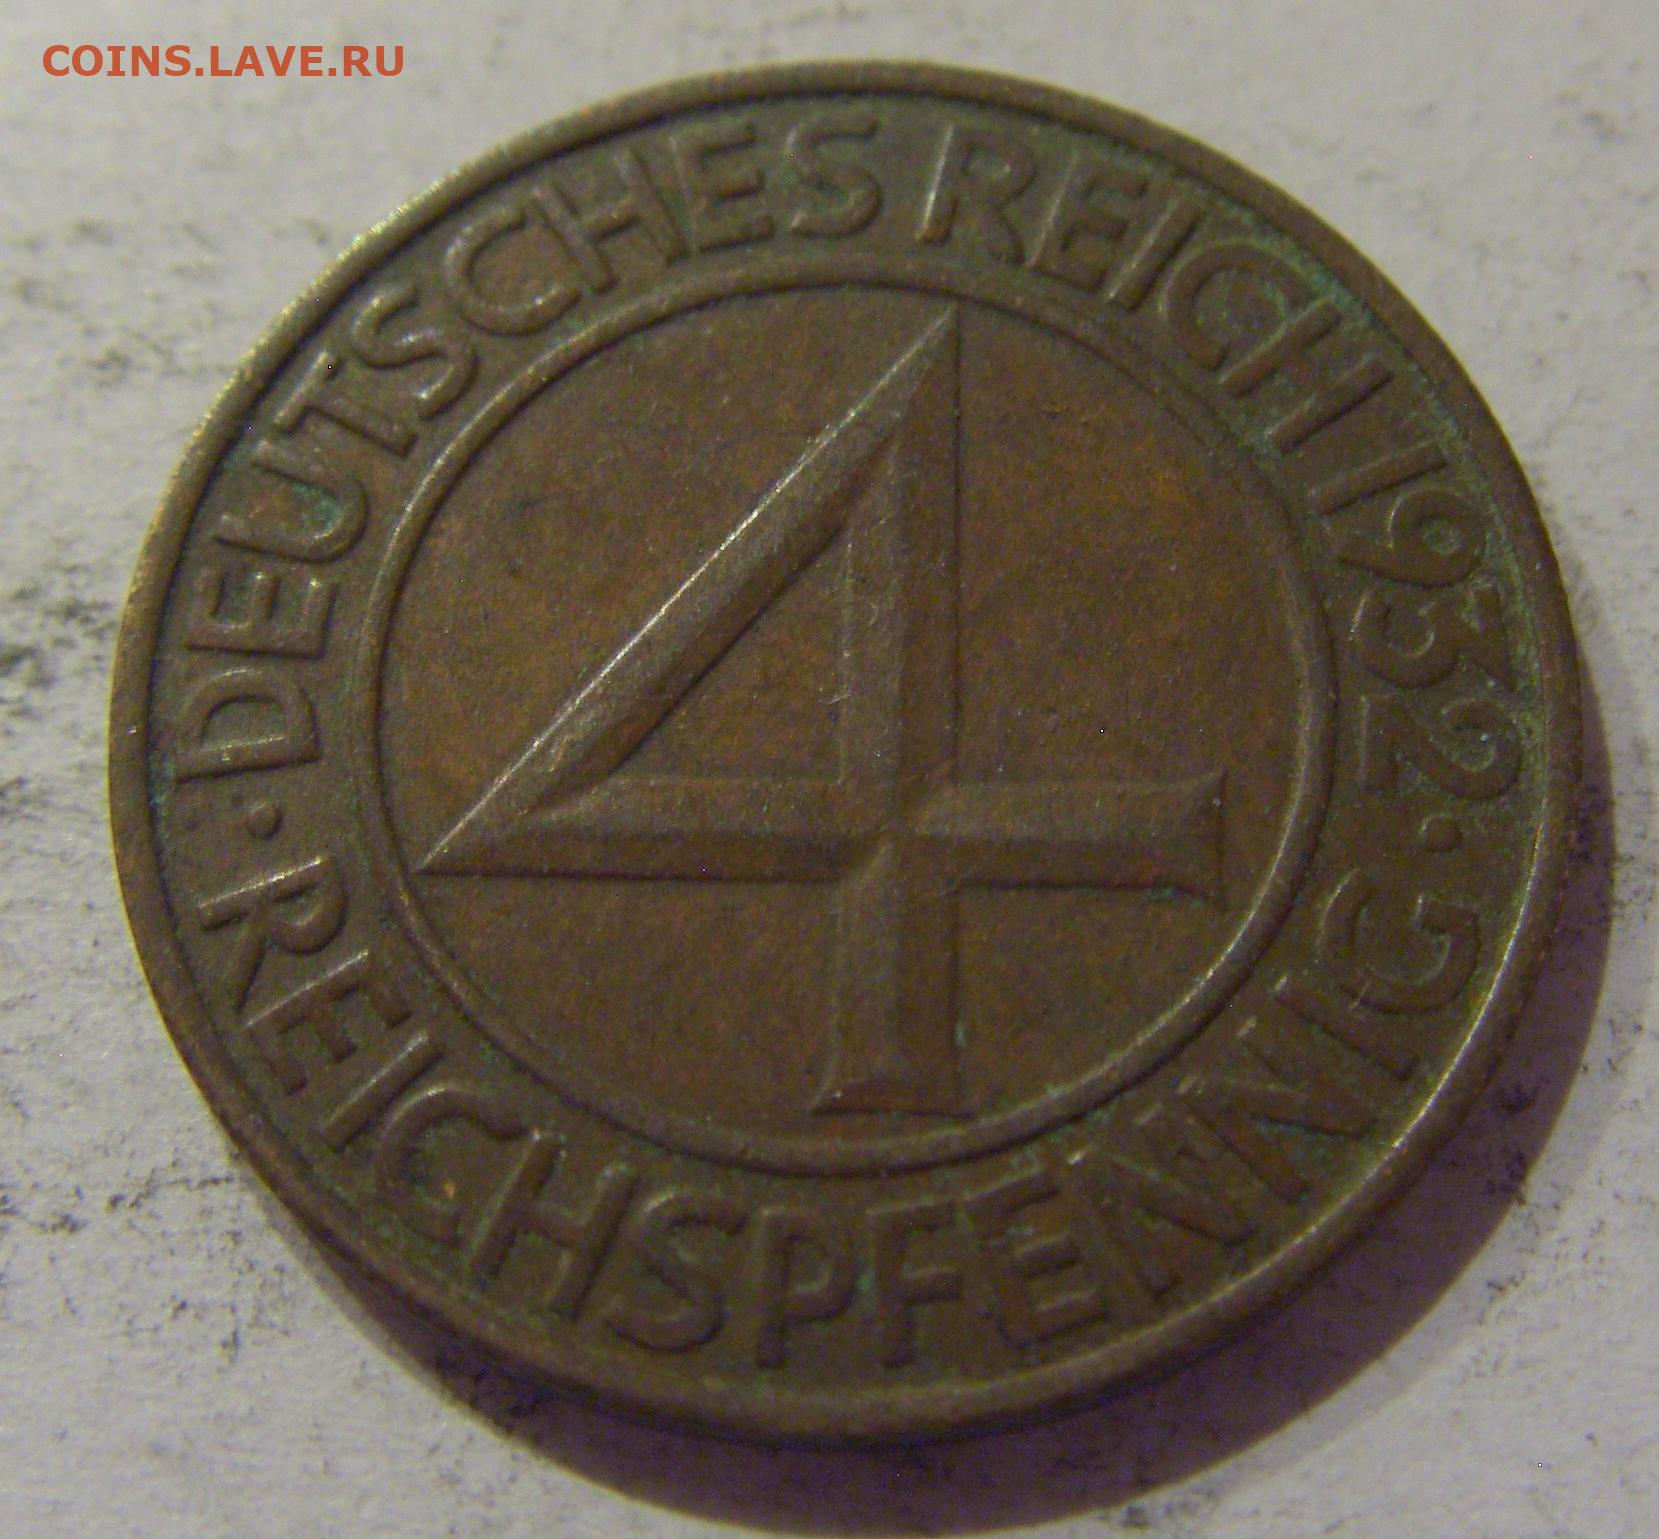 COINS.LAVE.RU
DEUTSCHES REICH 1932
4
REICHSPFENNIG